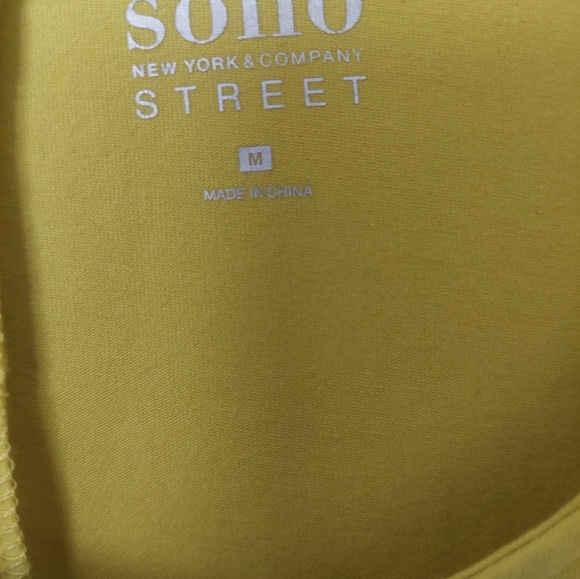 soho
NEW YORK & COMPANY
STREET
M
MADE IN CHINA